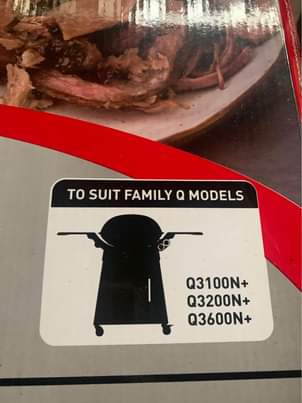 TO SUIT FAMILY Q MODELS
Q3100N+
Q3200N+
Q3600N+